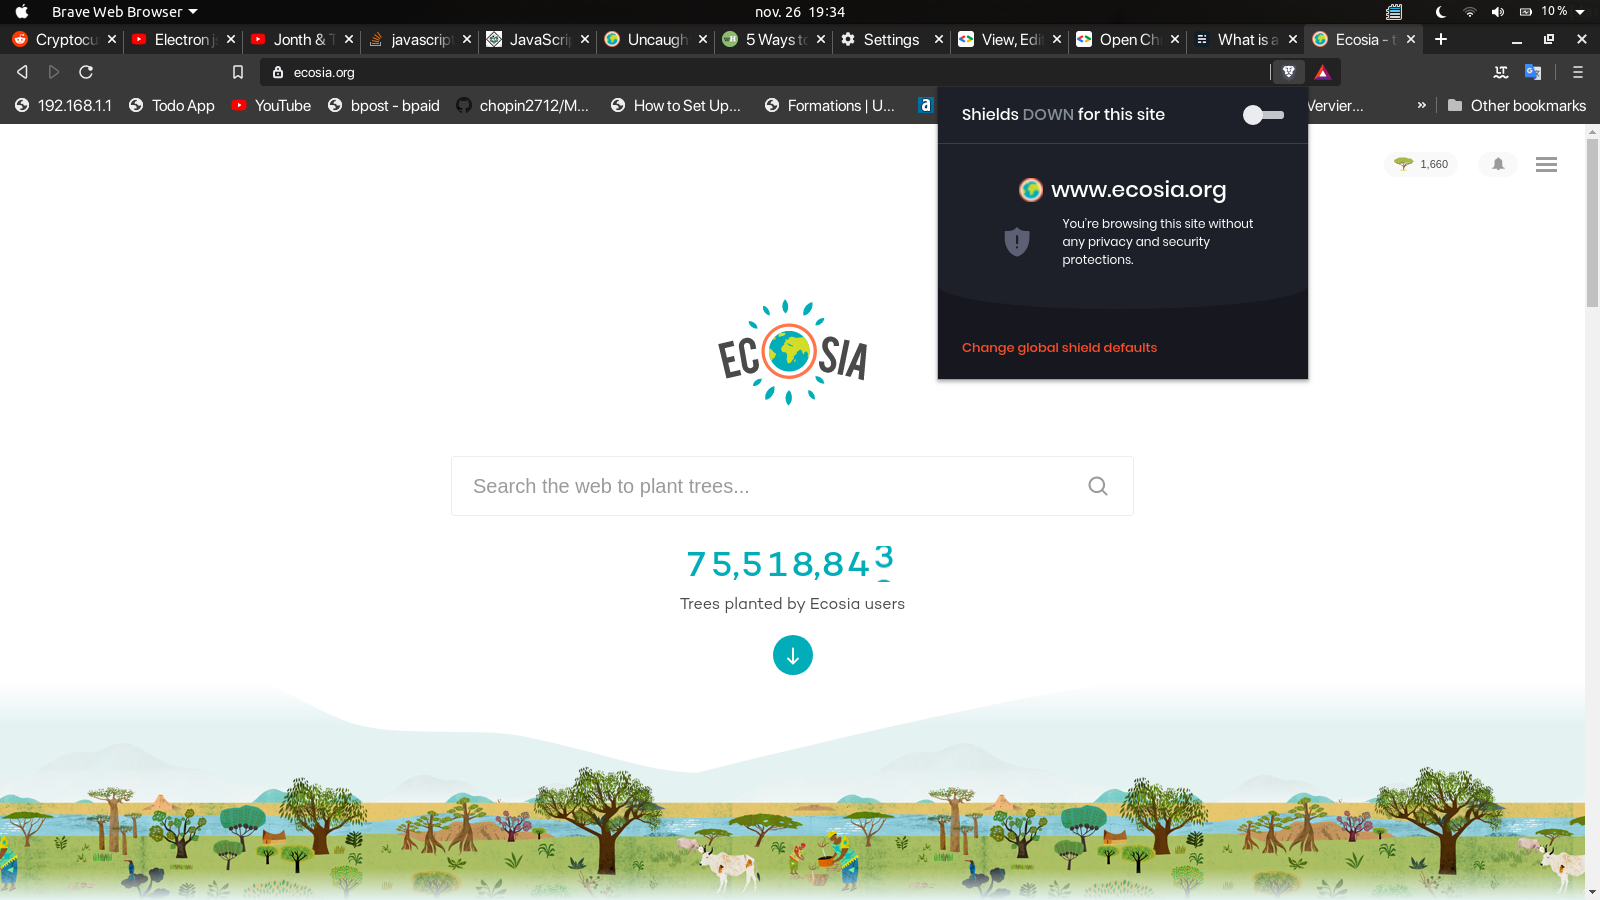 Brave Web Browser
nov. 26 19:34
10 %
Cryptocu
Electron js
Jonth & T
javascript
JavaScrip
Uncaugh
5 Ways to
Settings
View, Edi
Open Ch
What is a
Ecosia - t
ecosia.org
192.168.1.1
Todo App
YouTube
bpost - bpaid
chopin2712/M...
How to Set Up...
Formations | U...
Vervier...
»
Other bookmarks
Shields DOWN for this site
www.ecosia.org
You're browsing this site without
any privacy and security
protections.
Change global shield defaults
1,660
ECOSIA
Search the web to plant trees...
75,518,843
Trees planted by Ecosia users